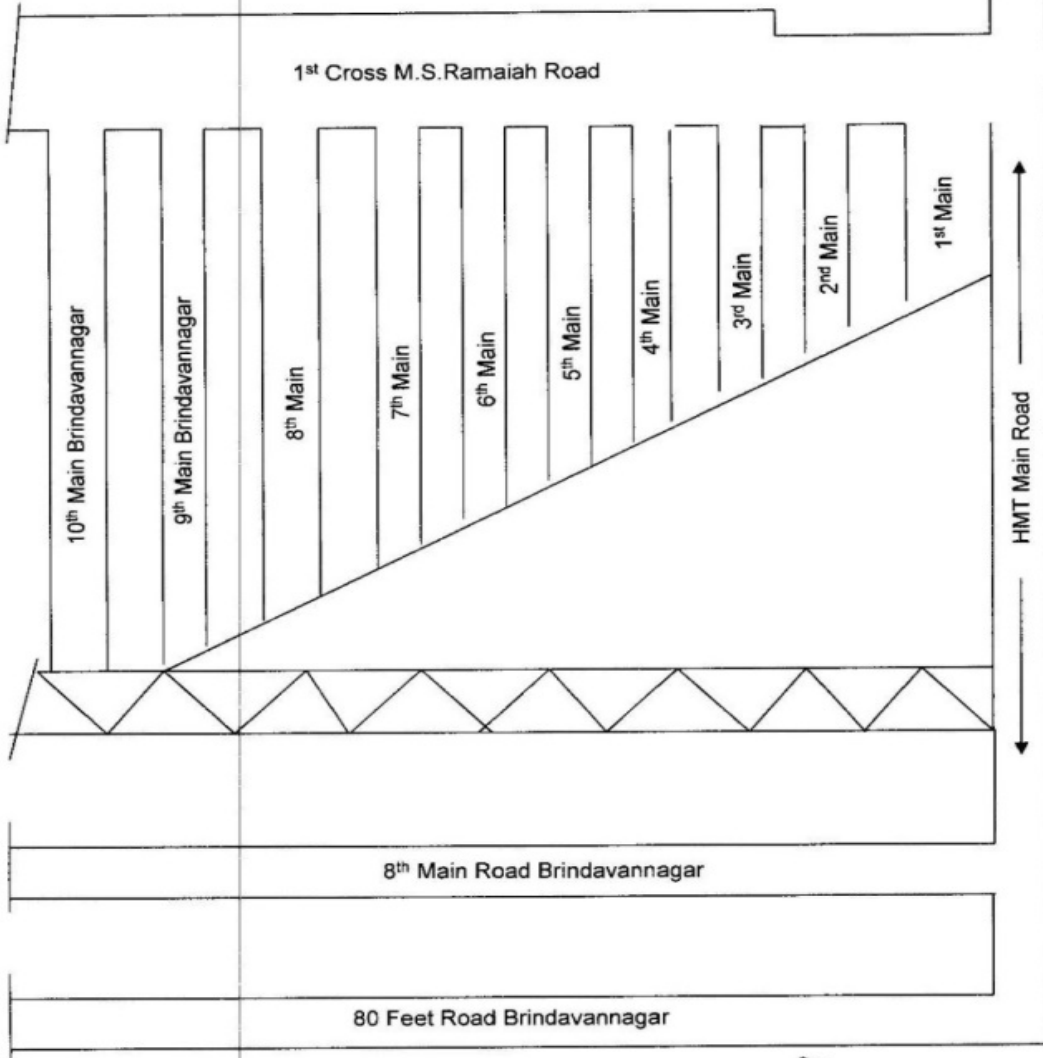 1st Cross M.S.Ramaiah Road
10th Main Brindavannagar
9th Main Brindavannagar
8th Main
7th Main
6th Main
5th Main
4th Main
3rd Main
2nd Main
1st Main
HMT Main Road
8th Main Road Brindavannagar
80 Feet Road Brindavannagar